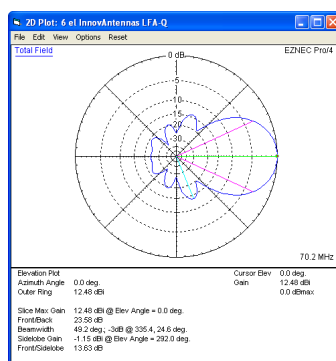 2D Plot: 6 el InnovAntennas LFA-Q
File Edit View Options Reset
Total Field
EZNEC Pro/4
0 dB
-5
-10
-15
-20
-30
70.2 MHz
Elevation Plot
Azimuth Angle 0.0 deg.
Outer Ring 12.48 dBi
Cursor Elev 0.0 deg.
Gain 12.48 dBi
0.0 dBmax
Slice Max Gain 12.48 dBi @ Elev Angle = 0.0 deg.
Front/Back 23.58 dB
Beamwidth 49.2 deg.; -3dB @ 335.4, 24.6 deg.
Sidelobe Gain -1.15 dBi @ Elev Angle = 292.0 deg.
Front/Sidelobe 13.63 dB